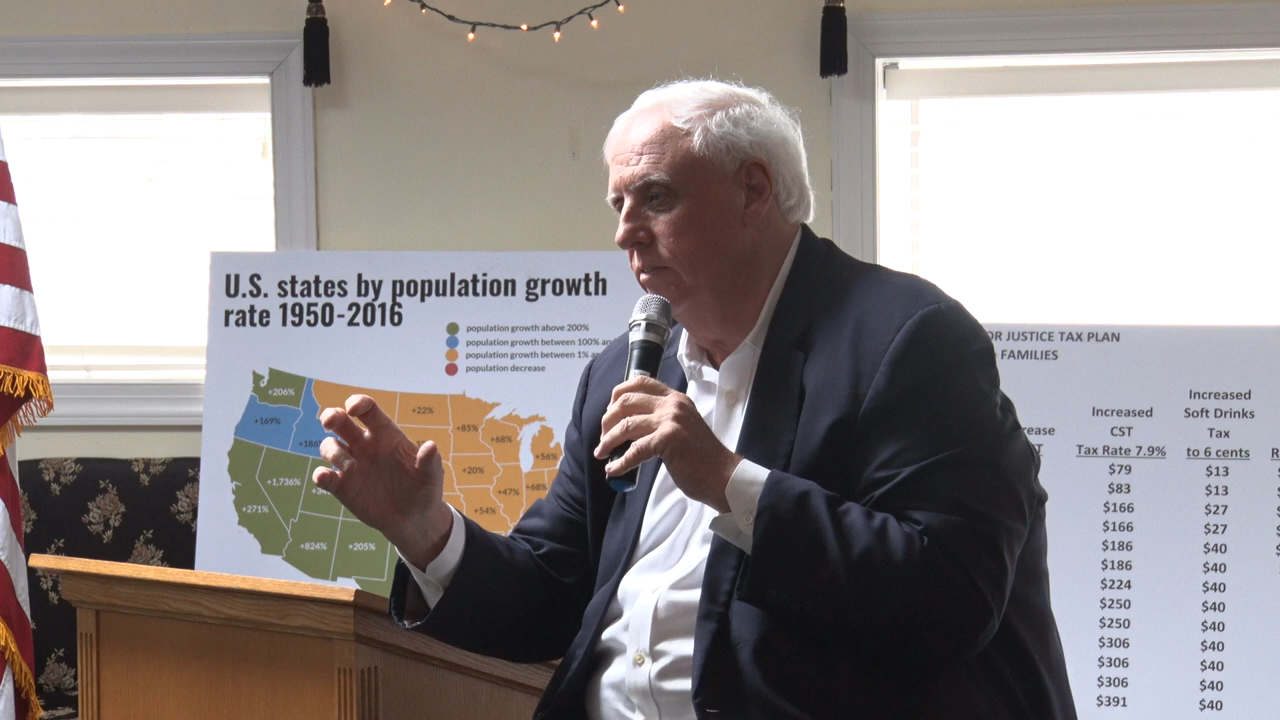 U.S. states by population growth
rate 1950-2016
population growth above 200%
population growth between 100% an
population growth between 1% a
population decrease
+206%
+169%
+186
+22%
+85%
+68%
+56%
+20%
+1,736%
+271%
+47%
+68%
+54%
+824%
+205%
OR JUSTICE TAX PLAN
FAMILIES
Increased
CST
Tax Rate 7.9%
$79
$83
$166
$166
$186
$186
$224
$250
$250
$306
$306
$306
$391
Increased
Soft Drinks
Tax
to 6 cents
$13
$13
$27
$27
$40
$40
$40
$40
$40
$40
$40
$40
$40